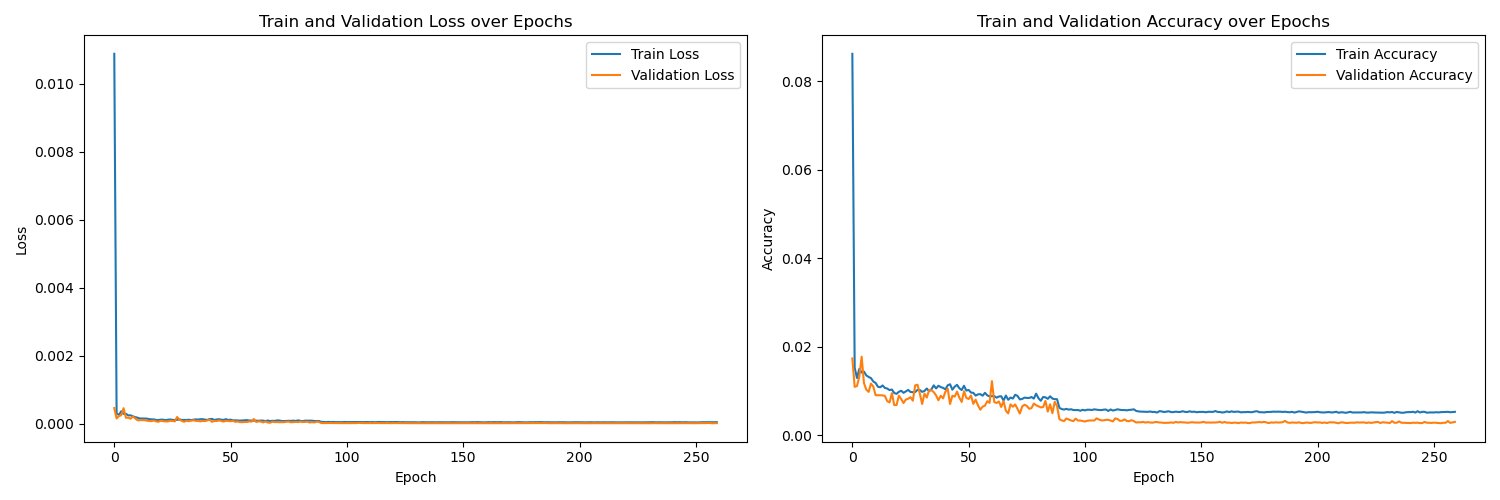 Train and Validation Loss over Epochs
Train Loss
Validation Loss
0.010
0.008
0.006
0.004
0.002
0.000
Loss
0
50
100
150
200
250
Epoch
Train and Validation Accuracy over Epochs
Train Accuracy
Validation Accuracy
0.08
0.06
0.04
0.02
0.00
Accuracy
0
50
100
150
200
250
Epoch